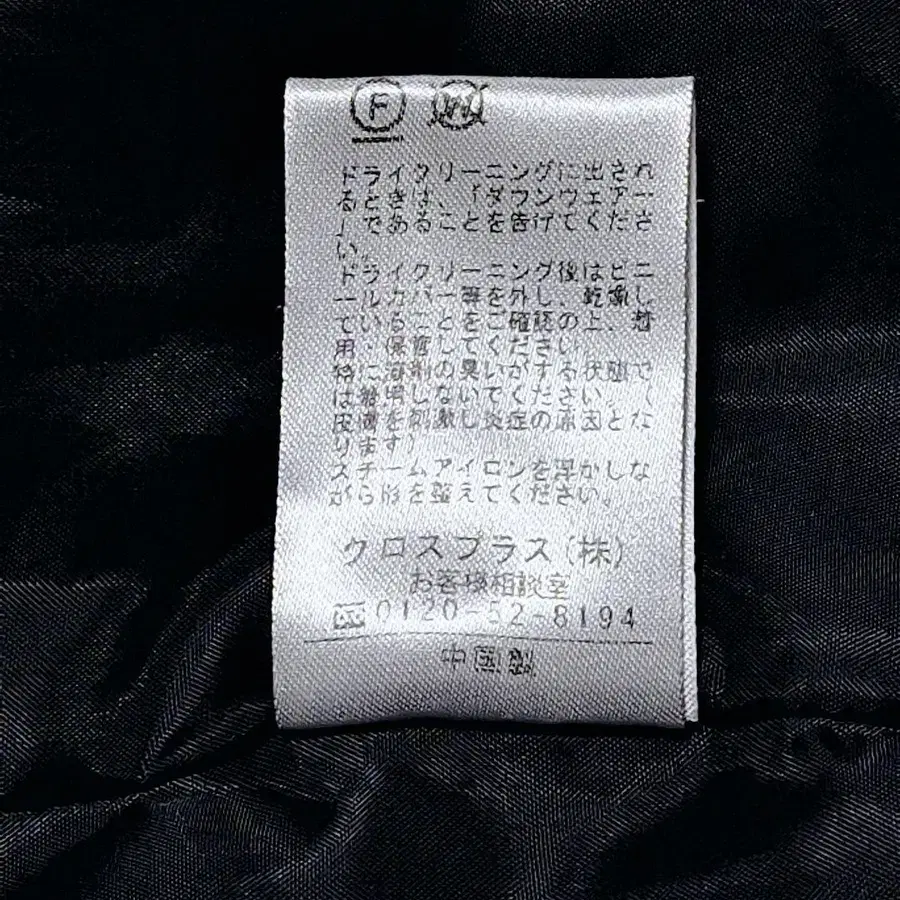 F W
ドライクリーニングに出され
るときは、「ダウンウェアー
」であることを告げてくださ
い。
ドライクリーニング後はビニ
ールカバー等を外し、乾燥し
ていることをご確認の上、着
用・保管してください。
特に溶剤の臭いがする状態で
は着用しないでください。（
皮膚を刺激し炎症の原因とな
ります）
スチームアイロンを浮かしな
がら形を整えてください。
クロスプラス(株)
お客様相談室
0120-52-8194
中国製